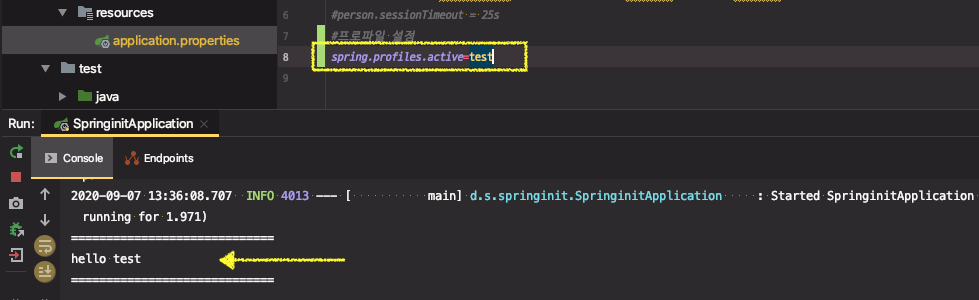 resources
application.properties
test
java
6 #person.sessionTimeout = 25s
7 #프로파일 설정
8 spring.profiles.active=test
9
Run: SpringinitApplication
Console Endpoints
2020-09-07 13:36:08.707 INFO 4013 --- [ main] d.s.springinit.SpringinitApplication : Started SpringinitApplication
running for 1.971)
==============================
hello test
==============================